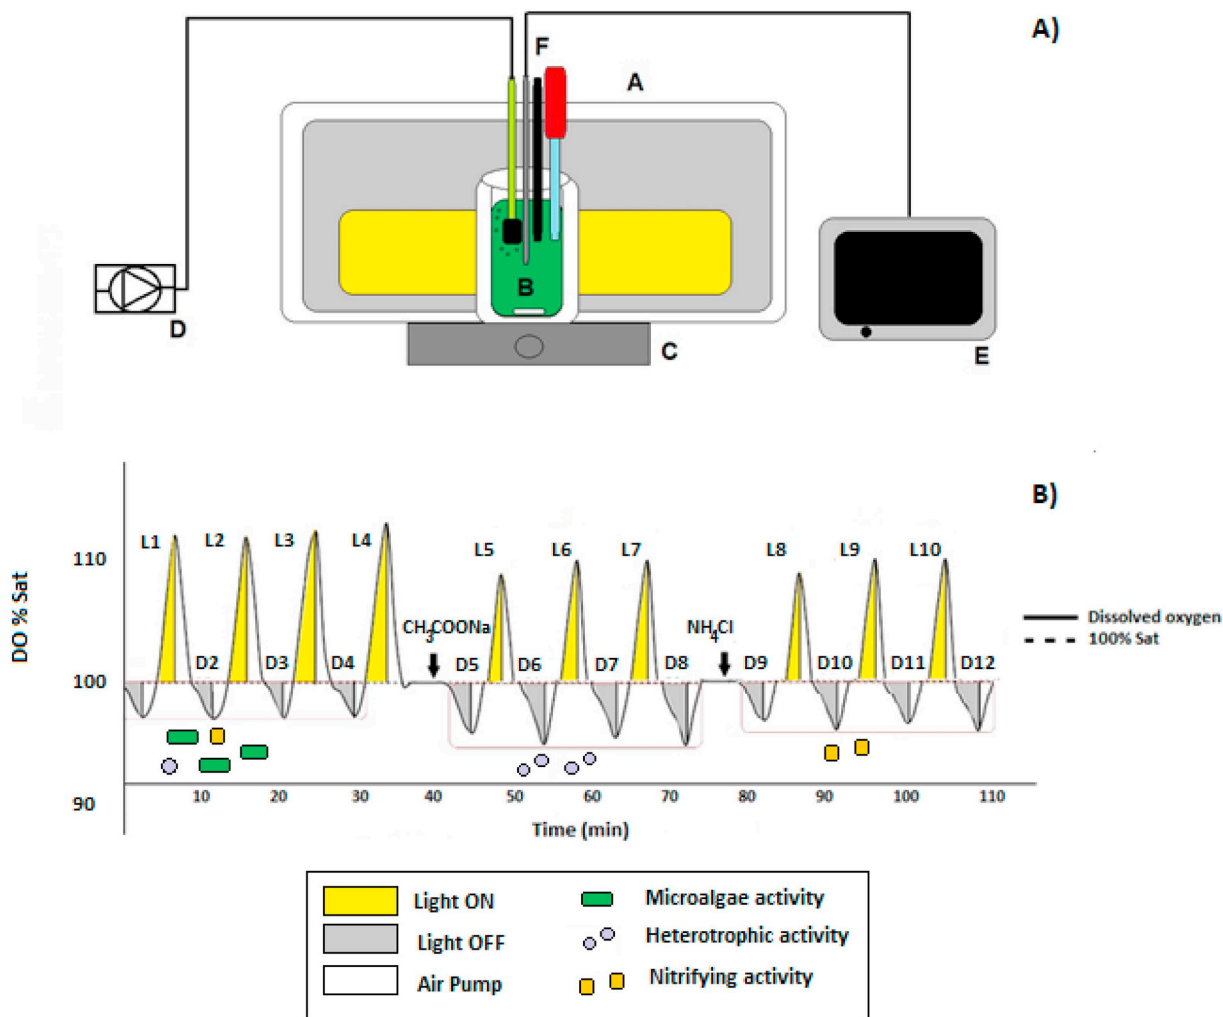 A)
F
A
B
D
C
E
B)
DO % Sat
110
100
90
L1
L2
L3
L4
L5
L6
L7
L8
L9
L10
CH3COONa
NH4Cl
D2
D3
D4
D5
D6
D7
D8
D9
D10
D11
D12
Dissolved oxygen
100% Sat
10
20
30
40
50
60
70
80
90
100
110
Time (min)
Light ON
Microalgae activity
Light OFF
Heterotrophic activity
Air Pump
Nitrifying activity